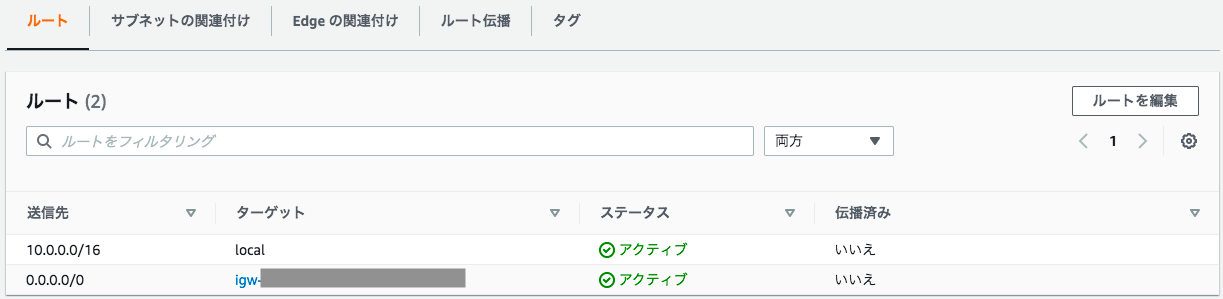 ルート サブネットの関連付け Edge の関連付け ルート伝播 タグ
ルート (2) ルートを編集
ルートをフィルタリング 両方 1
送信先 ターゲット ステータス 伝播済み
10.0.0.0/16 local アクティブ いいえ
0.0.0.0/0 igw- アクティブ いいえ